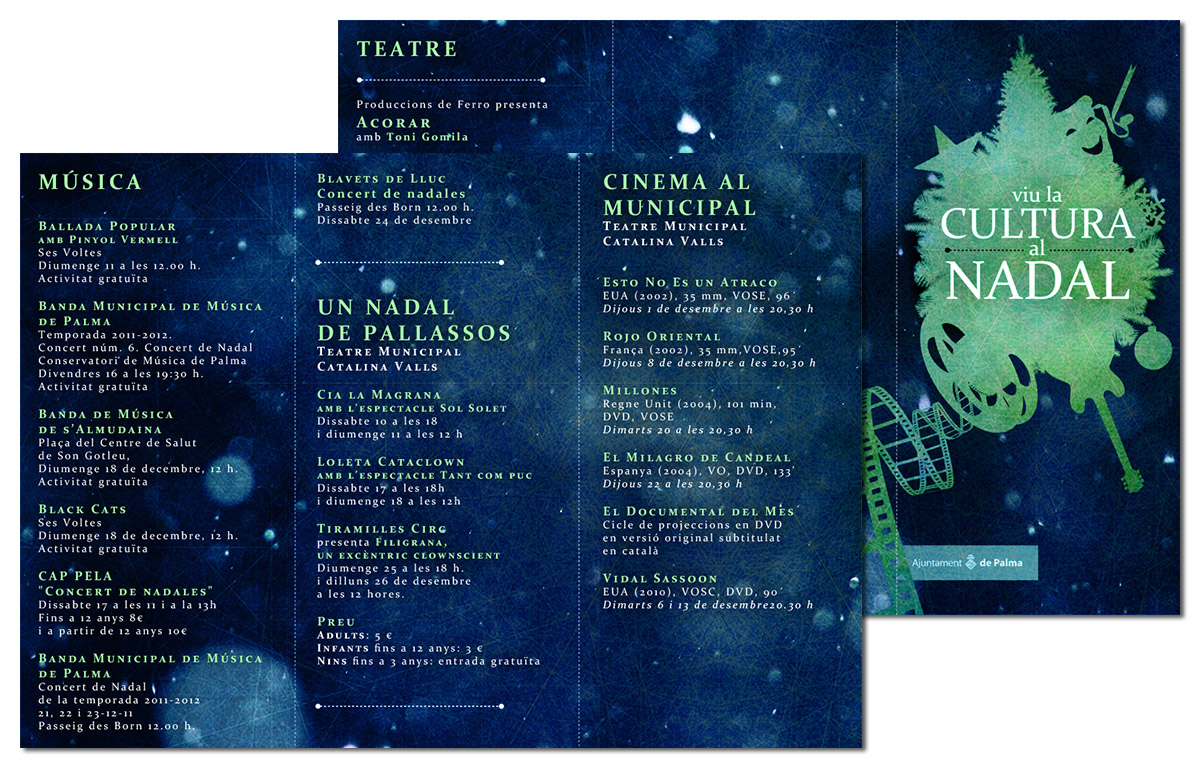 TEATRE
Produccions de Ferro presenta
ACORAR
amb Toni Gomila
MÚSICA
BALLADA POPULAR
AMB PINYOL VERMELL
Ses Voltes
Diumenge 11 a les 12.00 h.
Activitat gratuïta
BANDA MUNICIPAL DE MÚSICA
DE PALMA
Temporada 2011-2012.
Concert núm. 6. Concert de Nadal
Conservatori de Música de Palma
Divendres 16 a les 19:30 h.
Activitat gratuïta
BANDA DE MÚSICA
DE S'ALMUDAINA
Plaça del Centre de Salut
de Son Gotleu,
Diumenge 18 de decembre, 12 h.
Activitat gratuïta
BLACK CATS
Ses Voltes
Diumenge 18 de decembre, 12 h.
Activitat gratuïta
CAP PELA
"CONCERT DE NADALES"
Dissabte 17 a les 11 i a la 13h
Fins a 12 anys 8€
i a partir de 12 anys 10€
BANDA MUNICIPAL DE MÚSICA
DE PALMA
Concert de Nadal
de la temporada 2011-2012
21, 22 i 23-12-11
Passeig des Born 12.00 h.
BLAVETS DE LLUC
Concert de nadales
Passeig des Born 12.00 h.
Dissabte 24 de desembre
UN NADAL
DE PALLASSOS
TEATRE MUNICIPAL
CATALINA VALLS
CIA LA MAGRANA
AMB L'ESPECTACLE SOL SOLET
Dissabte 10 a les 18
i diumenge 11 a les 12 h
LOLETA CATACLOWN
AMB L'ESPECTACLE TANT COM PUC
Dissabte 17 a les 18h
i diumenge 18 a les 12h
TIRAMILLES CIRC
presenta FILIGRANA,
UN EXCÈNTRIC CLOWNSCIENT
Diumenge 25 a les 18 h.
i dilluns 26 de desembre
a les 12 hores.
PREU
ADULTS: 5 €
INFANTS fins a 12 anys: 3 €
NINS fins a 3 anys: entrada gratuïta
CINEMA AL
MUNICIPAL
TEATRE MUNICIPAL
CATALINA VALLS
ESTO NO ES UN ATRACO
EUA (2002), 35 mm, VOSE, 96´
Dijous 1 de desembre a les 20,30 h
ROJO ORIENTAL
França (2002), 35 mm,VOSE,95´
Dijous 8 de desembre a les 20,30 h
MILLONES
Regne Unit (2004), 101 min,
DVD, VOSE
Dimarts 20 a les 20,30 h
EL MILAGRO DE CANDEAL
Espanya (2004), VO, DVD, 133´
Dijous 22 a les 20,30 h
EL DOCUMENTAL DEL MES
Cicle de projeccions en DVD
en versió original subtitulat
en català
VIDAL SASSOON
EUA (2010), VOSC, DVD, 90´
Dimarts 6 i 13 de desembre20.30 h
viu la
CULTURA
al
NADAL
Ajuntament de Palma